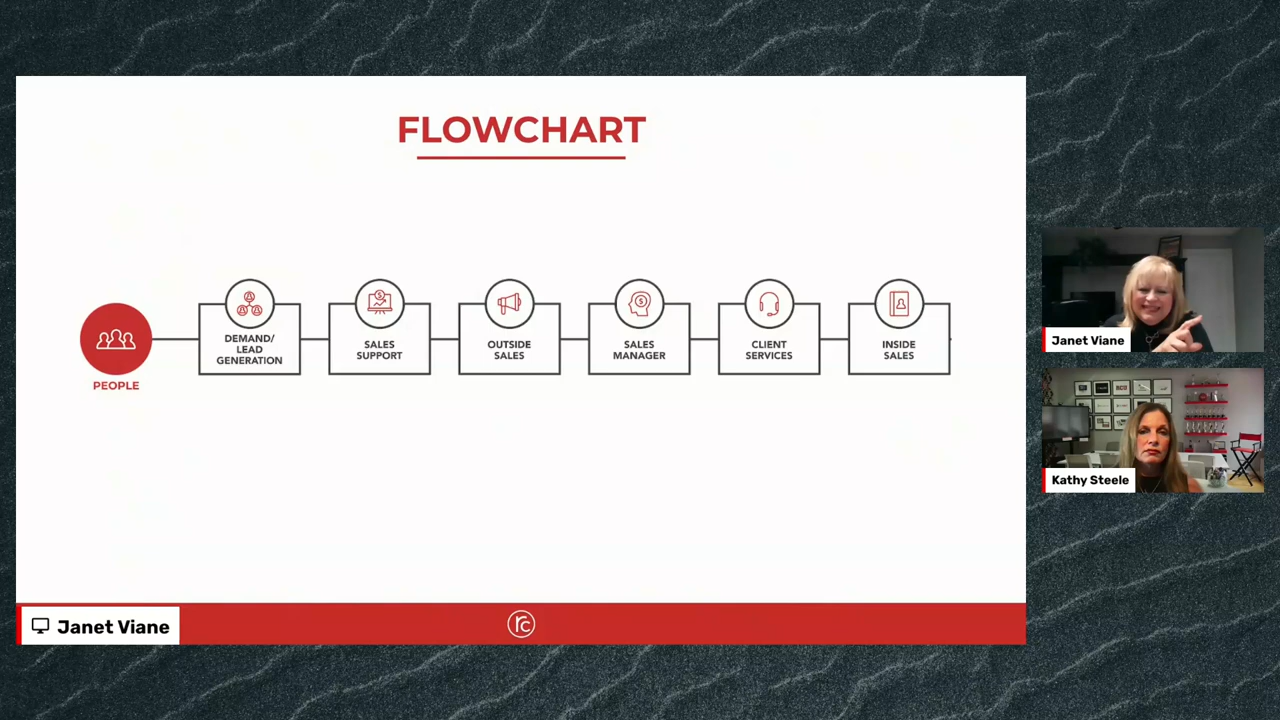 FLOWCHART
DEMAND/
LEAD
GENERATION
SALES
SUPPORT
OUTSIDE
SALES
SALES
MANAGER
CLIENT
SERVICES
INSIDE
SALES
PEOPLE
Janet Viane
rc
Janet Viane
Kathy Steele